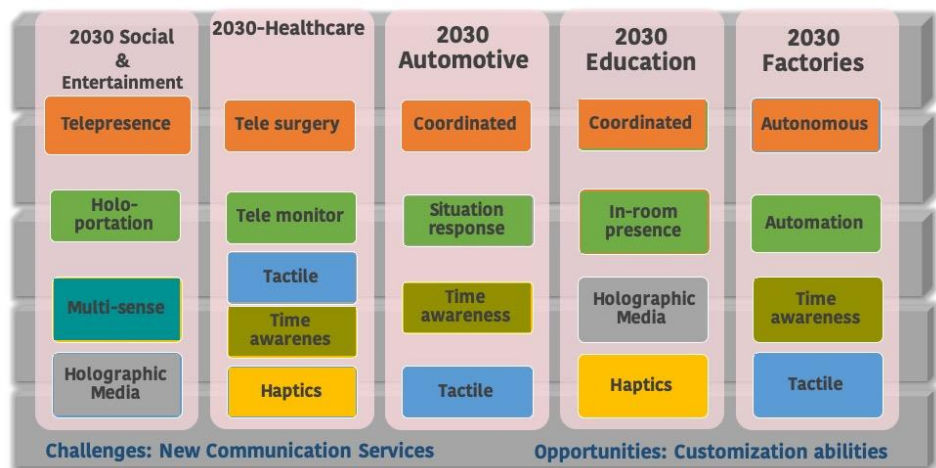 2030 Social
&
Entertainment
Telepresence
Holo-
portation
Multi-sense
Holographic
Media
2030-Healthcare
Tele surgery
Tele monitor
Tactile
Time
awarenes
Haptics
2030
Automotive
Coordinated
Situation
response
Time
awareness
Tactile
2030
Education
Coordinated
In-room
presence
Holographic
Media
Haptics
2030
Factories
Autonomous
Automation
Time
awareness
Tactile
Challenges: New Communication Services
Opportunities: Customization abilities